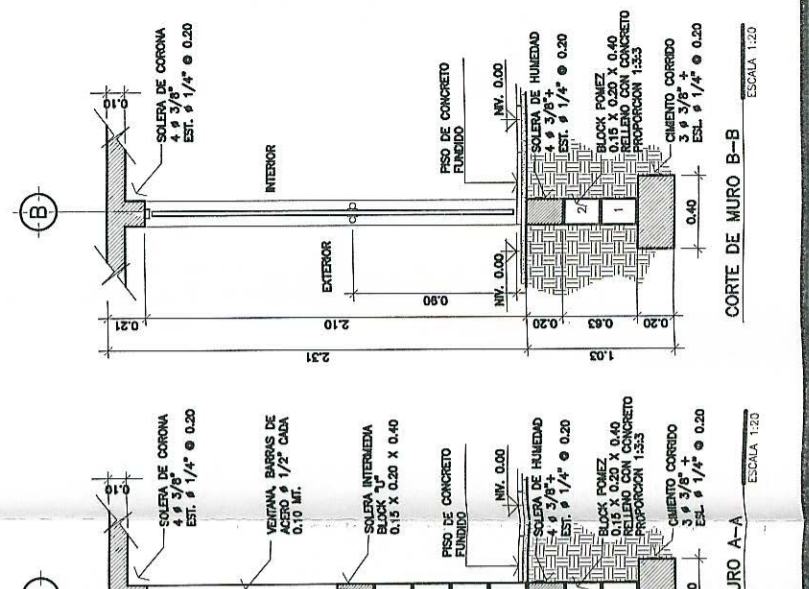 B
0.10
SOLERA DE CORONA
4 ø 3/8"
EST. ø 1/4" @ 0.20
INTERIOR
EXTERIOR
PISO DE CONCRETO
FUNDIDO
NIV. 0.00
NIV. 0.00
SOLERA DE HUMEDAD
4 ø 3/8"+
EST. ø 1/4" @ 0.20
BLOCK POMEZ
0.15 X 0.20 X 0.40
RELLENO CON CONCRETO
PROPORCION 1:3:3
CIMIENTO CORRIDO
3 ø 3/8" +
ESL. ø 1/4" @ 0.20
2
1
0.40
0.90
0.21
2.10
0.20
0.63
0.20
2.31
1.03
CORTE DE MURO B-B
ESCALA 1:20
0.10
SOLERA DE CORONA
4 ø 3/8"
EST. ø 1/4" @ 0.20
VENTANA BARRAS DE
ACERO ø 1/2" CADA
0.10 MT.
SOLERA INTERMEDIA
BLOCK "U"
0.15 X 0.20 X 0.40
PISO DE CONCRETO
FUNDIDO
NIV. 0.00
SOLERA DE HUMEDAD
4 ø 3/8"+
EST. ø 1/4" @ 0.20
BLOCK POMEZ
0.15 X 0.20 X 0.40
RELLENO CON CONCRETO
PROPORCION 1:3:3
CIMIENTO CORRIDO
3 ø 3/8" +
ESL. ø 1/4" @ 0.20
0
URO A-A
ESCALA 1:20